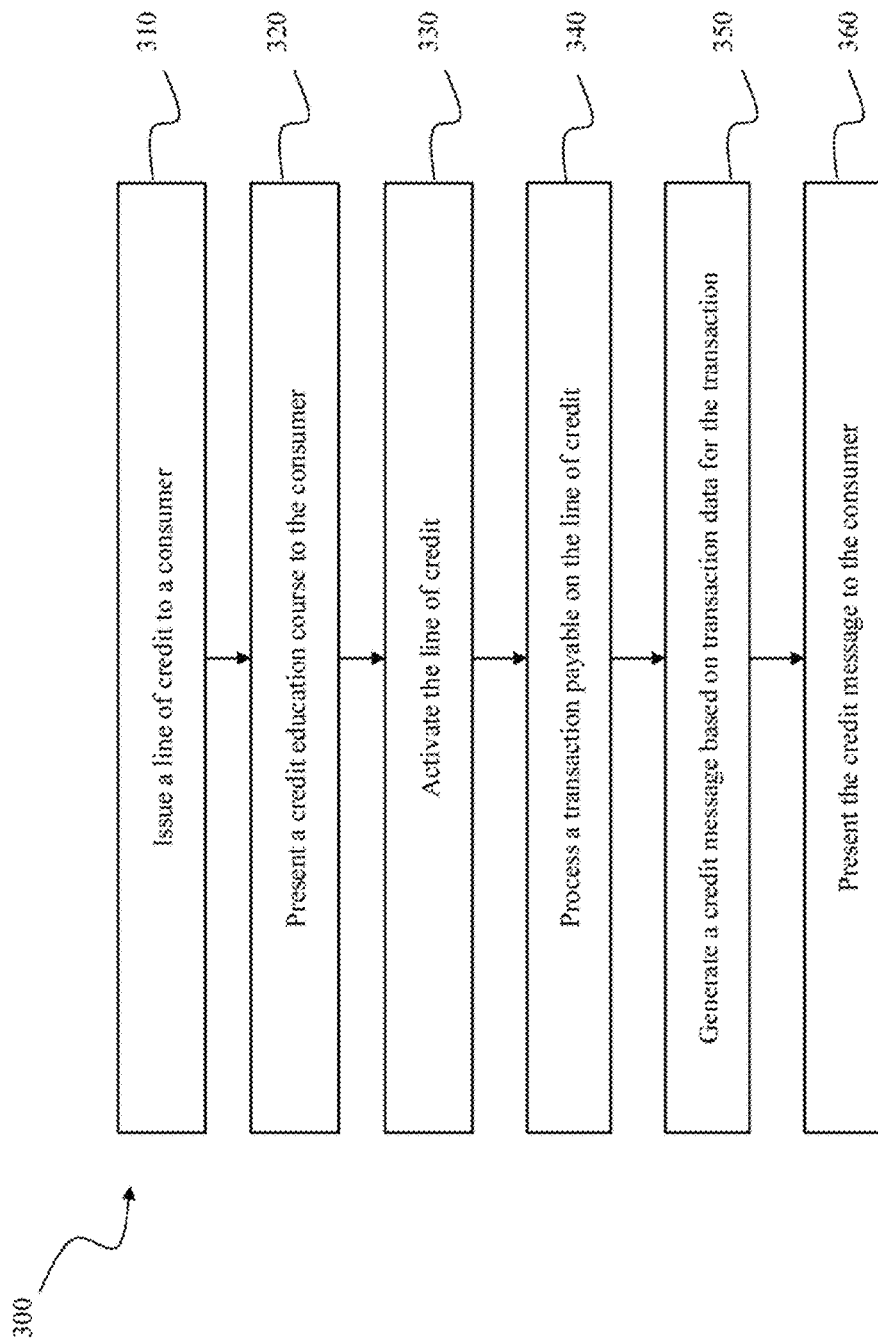 300
Issue a line of credit to a consumer
310
Present a credit education course to the consumer
320
Activate the line of credit
330
Process a transaction payable on the line of credit
340
Generate a credit message based on transaction data for the transaction
350
Present the credit message to the consumer
360